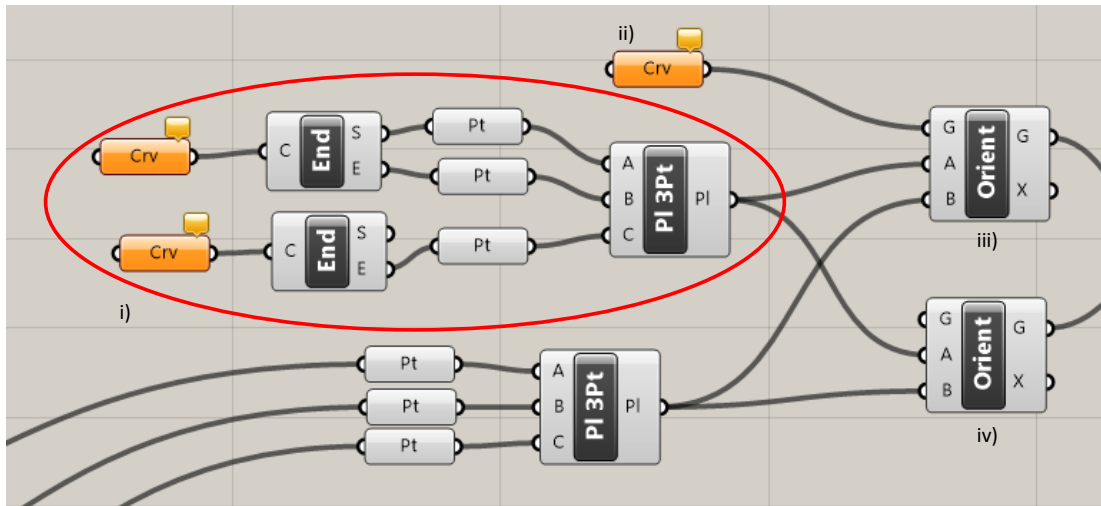 ii)
Crv
Crv
C
End
S
E
Pt
Pt
A
B
C
Pl 3Pt
Pl
G
A
B
Orient
G
X
iii)
Crv
C
End
S
E
Pt
i)
G
A
B
Orient
G
X
iv)
Pt
Pt
Pt
A
B
C
Pl 3Pt
Pl